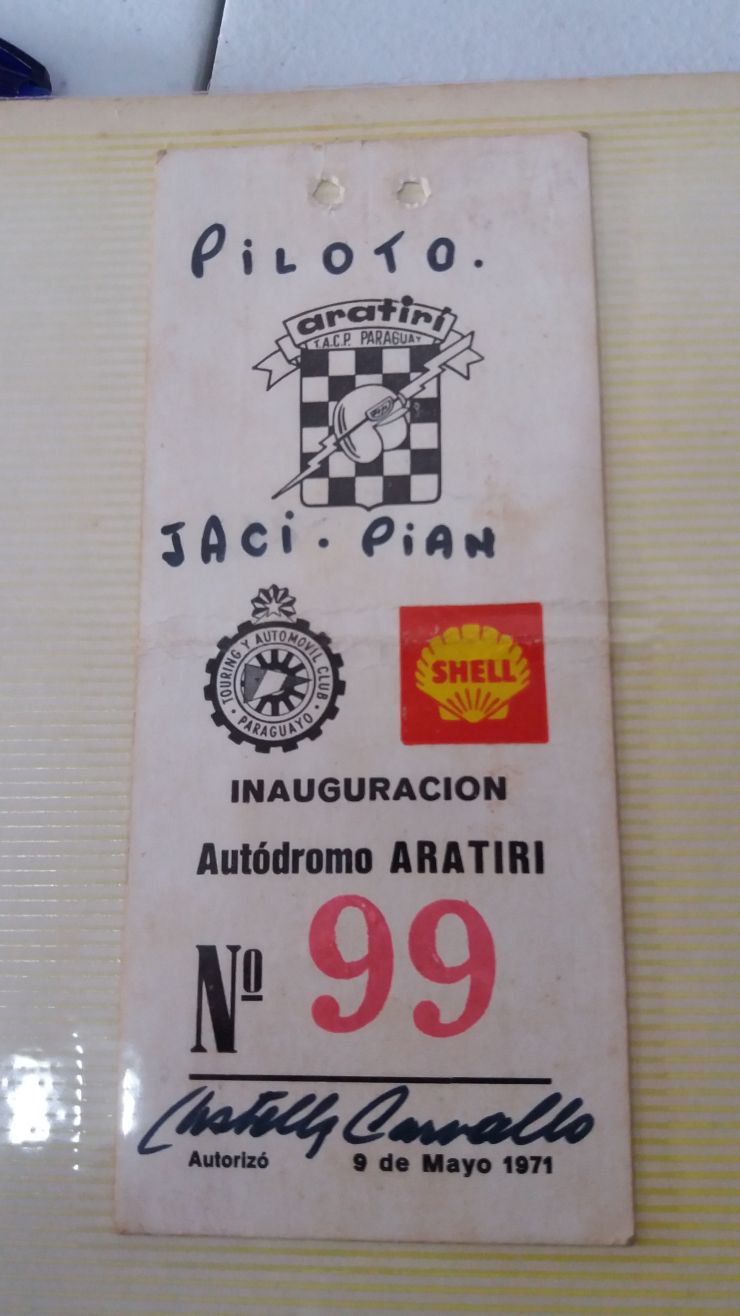 PiLOTO.
aratirí
T.A.C.P. PARAGUAY
JACi. PiAN
TOURING Y AUTOMOVIL CLUB
PARAGUAYO
SHELL
INAUGURACION
Autódromo ARATIRI
Nº 99
Carvallo
Autorizó 9 de Mayo 1971